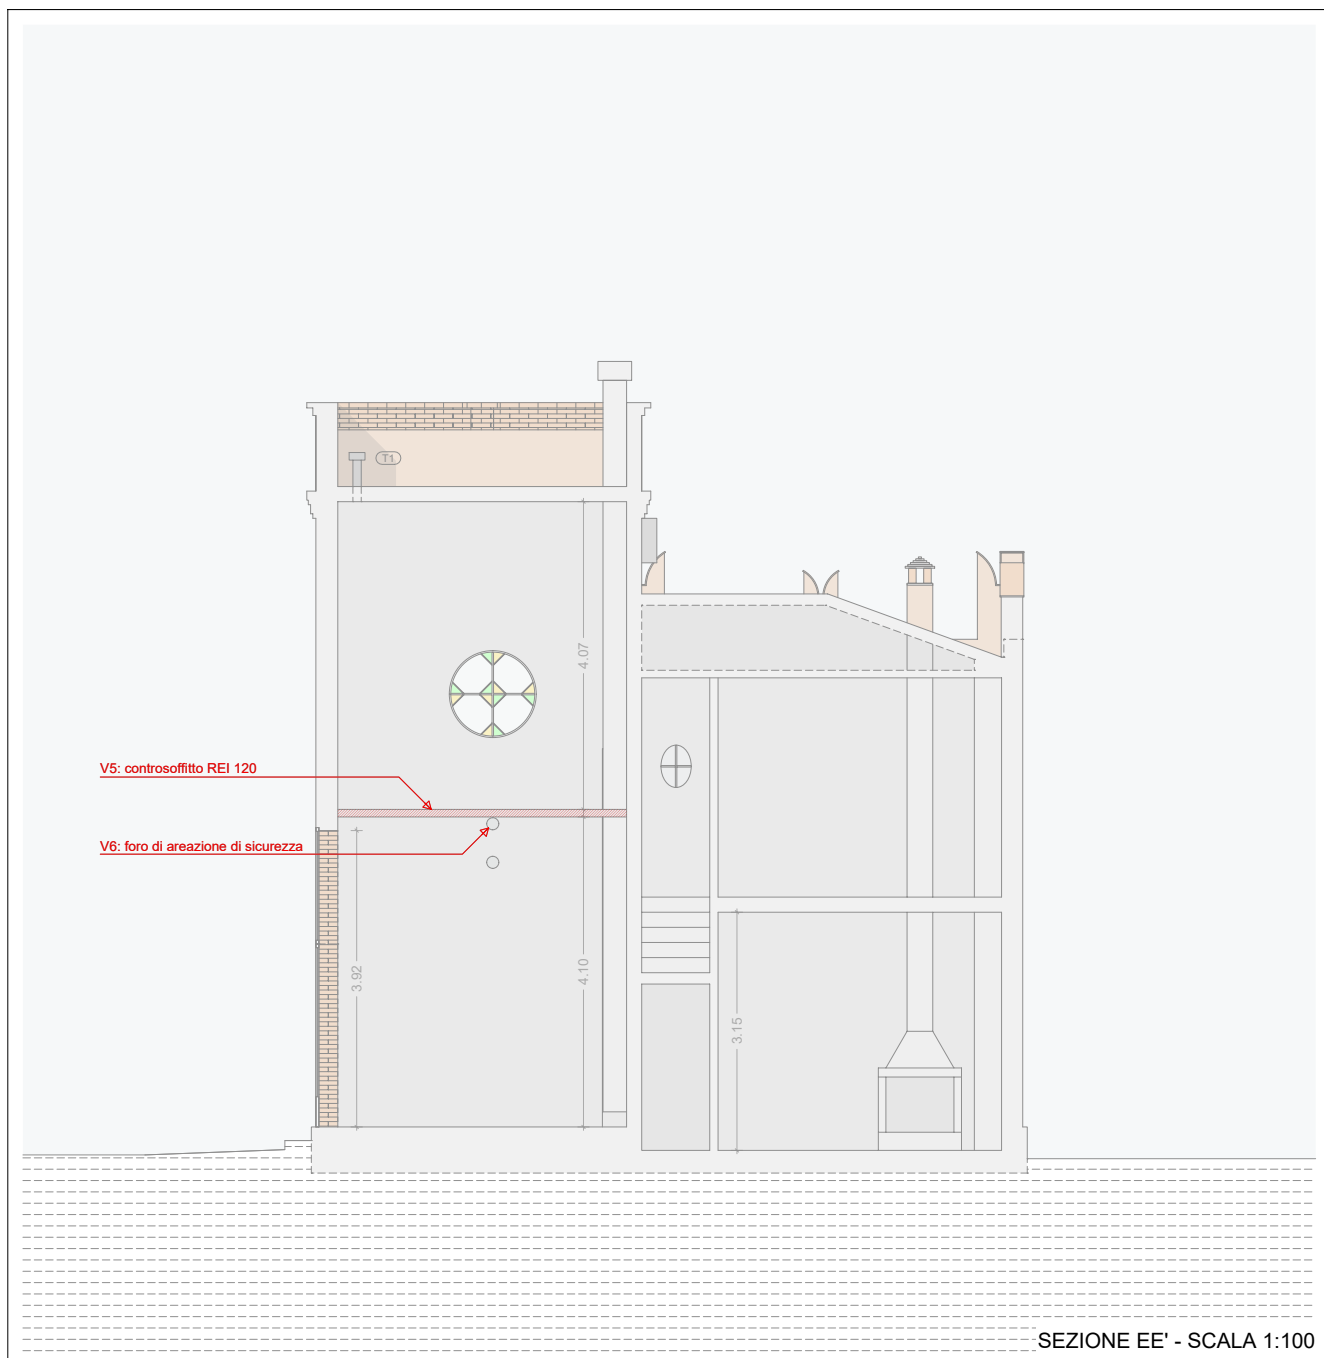 T1
4.07
V5: controsoffitto REI 120
V6: foro di areazione di sicurezza
3.92
4.10
3.15
SEZIONE EE' - SCALA 1:100